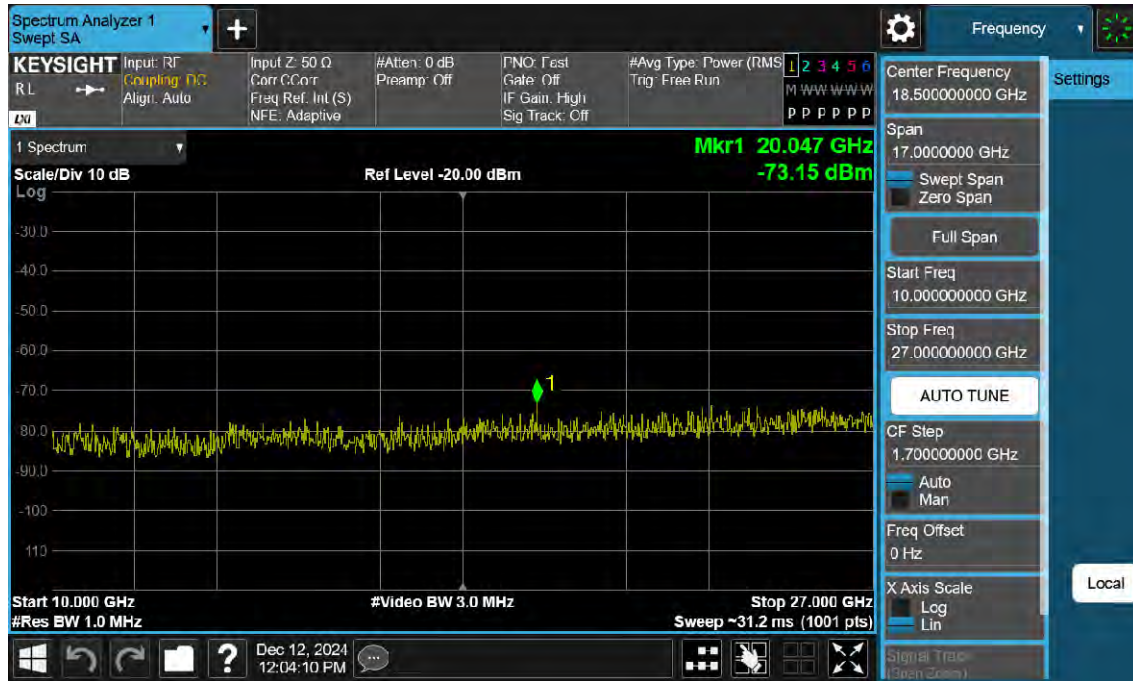 Spectrum Analyzer 1
Swept SA
+
Frequency
KEYSIGHT
RL
LXI
Input: RF
Coupling: DC
Align: Auto
Input Z: 50 Ω
Corr CCorr
Freq Ref: Int (S)
NFE: Adaptive
#Atten: 0 dB
Preamp: Off
PNO: Fast
Gate: Off
IF Gain: High
Sig Track: Off
#Avg Type: Power (RMS
Trig: Free Run
1 2 3 4 5 6
M W W W W W
P P P P P P
1 Spectrum
Scale/Div 10 dB
Log
Ref Level -20.00 dBm
Mkr1 20.047 GHz
-73.15 dBm
-30.0
-40.0
-50.0
-60.0
-70.0
-80.0
-90.0
-100
-110
1
Start 10.000 GHz
#Res BW 1.0 MHz
#Video BW 3.0 MHz
Stop 27.000 GHz
Sweep ~31.2 ms (1001 pts)
Center Frequency
18.500000000 GHz
Span
17.0000000 GHz
Swept Span
Zero Span
Full Span
Start Freq
10.000000000 GHz
Stop Freq
27.000000000 GHz
AUTO TUNE
CF Step
1.700000000 GHz
Auto
Man
Freq Offset
0 Hz
X Axis Scale
Log
Lin
Signal Track
(Span Zoom)
Settings
Local
?
Dec 12, 2024
12:04:10 PM